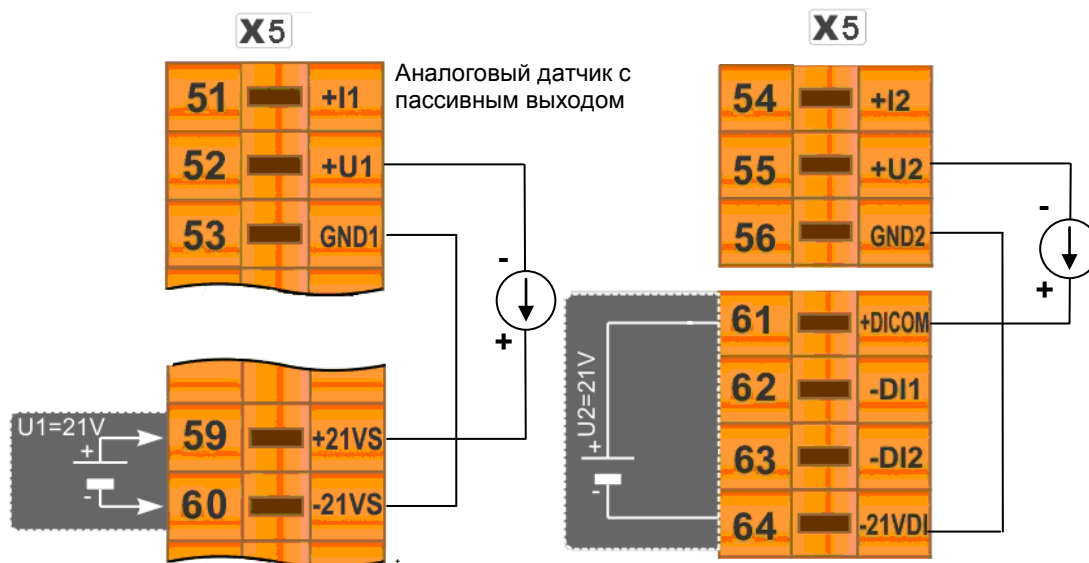 X5
51 +I1
52 +U1
53 GND1
Аналоговый датчик с
пассивным выходом
-
+
U1=21V
+
-
59 +21VS
60 -21VS
X5
54 +I2
55 +U2
56 GND2
-
+
U2=21V
+
-
61 +DICOM
62 -DI1
63 -DI2
64 -21VDI